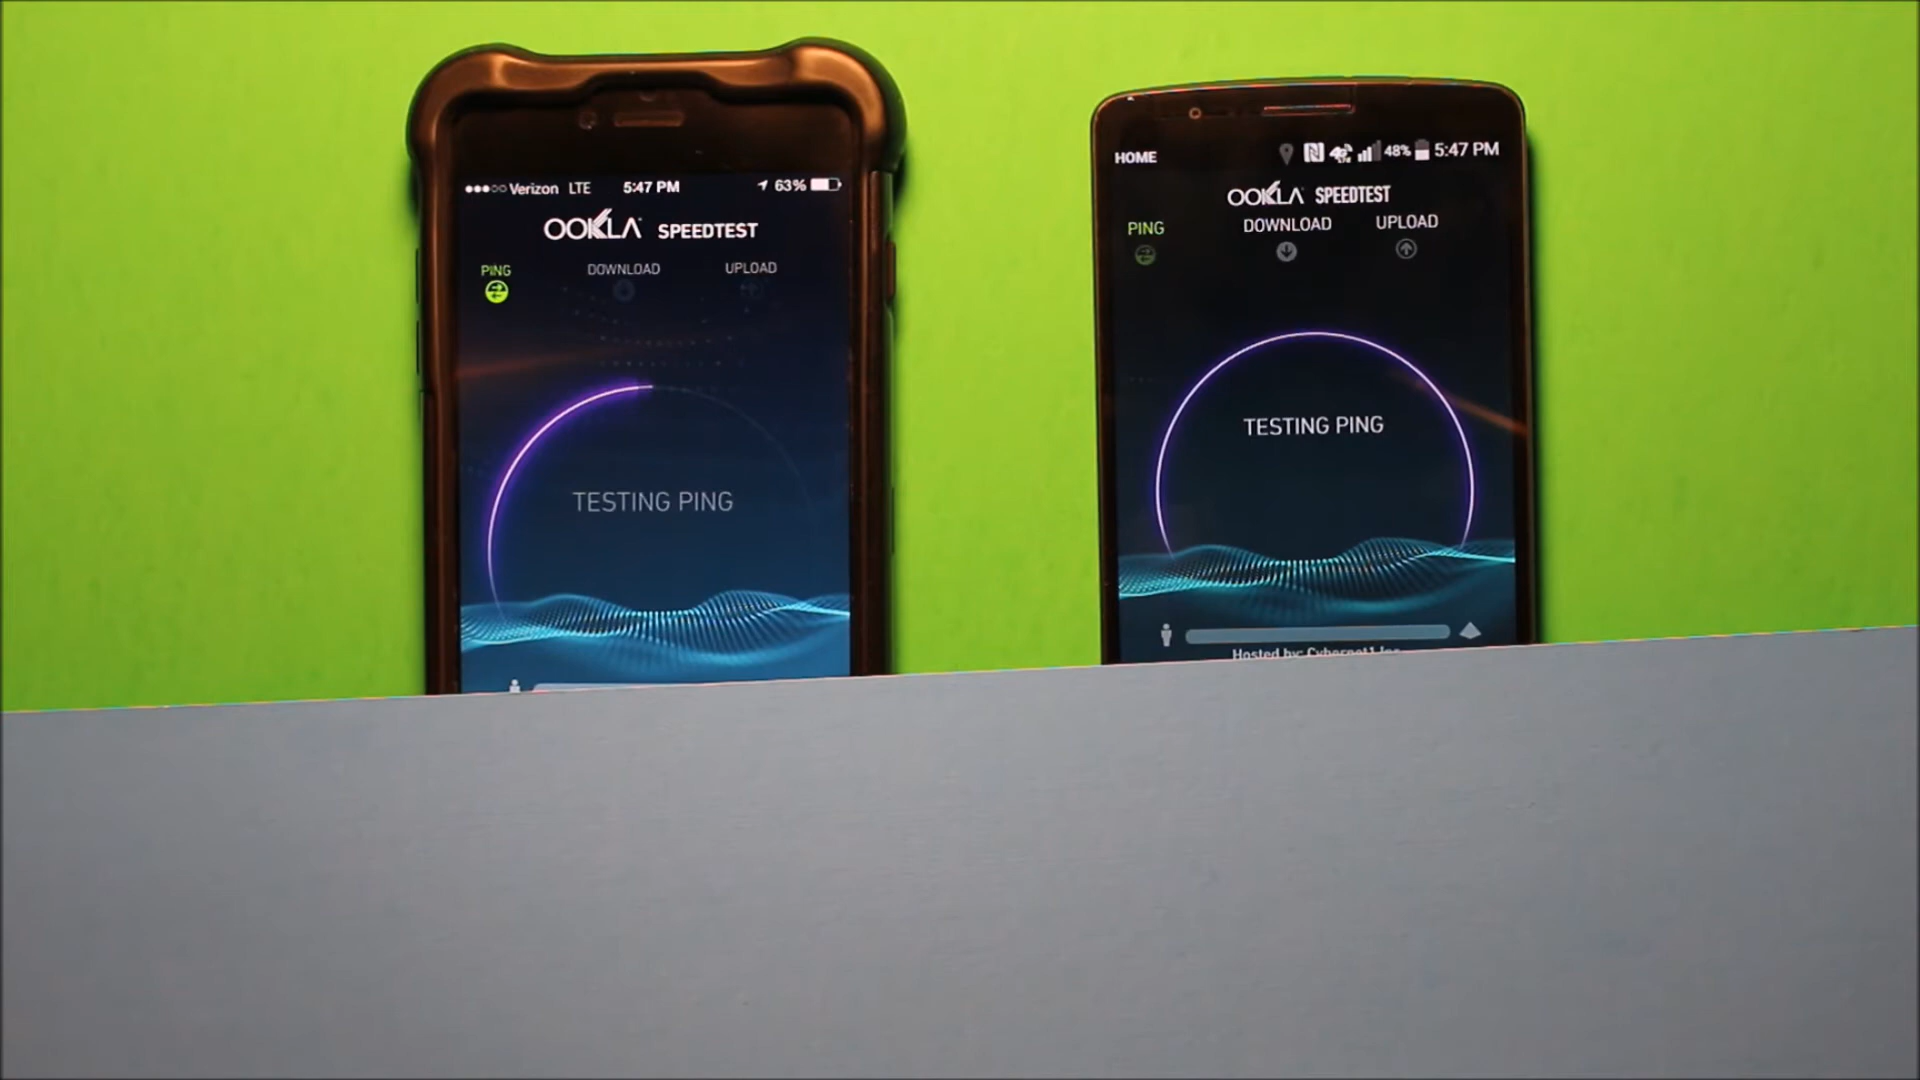 Verizon LTE 5:47 PM 63%
OOKLA SPEEDTEST
PING DOWNLOAD UPLOAD
TESTING PING
HOME 48% 5:47 PM
OOKLA SPEEDTEST
PING DOWNLOAD UPLOAD
TESTING PING
Hosted by: Cybernet1 Inc.